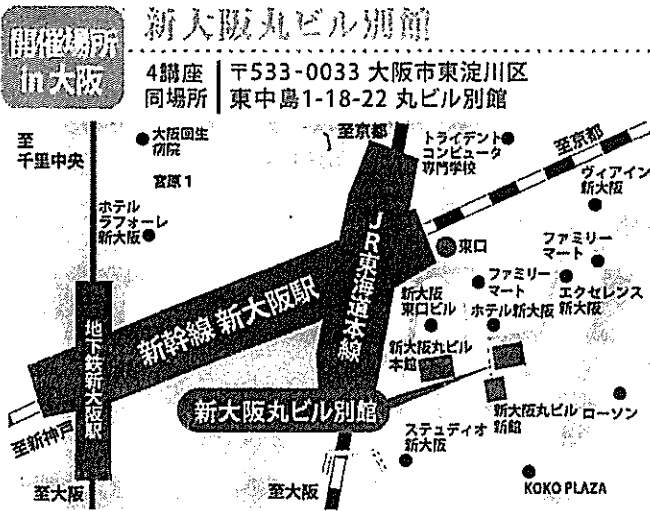 開催場所
in 大阪
新大阪丸ビル別館
4講座
同場所
〒533-0033 大阪市東淀川区
東中島1-18-22 丸ビル別館
至
千里中央
大阪回生
病院
宮原1
ホテル
ラフォーレ
新大阪
至京都
トライデント
コンピュータ
専門学校
至京都
ヴィアイン
新大阪
JR東海道本線
東口
ファミリー
マート
ファミリー
マート
エクセレンス
新大阪
新大阪
東口ビル
ホテル新大阪
新幹線 新大阪駅
地下鉄新大阪駅
新大阪丸ビル
本館
新大阪丸ビル別館
新大阪丸ビル
新館
ローソン
至新神戸
ステュディオ
新大阪
至大阪
至大阪
KOKO PLAZA